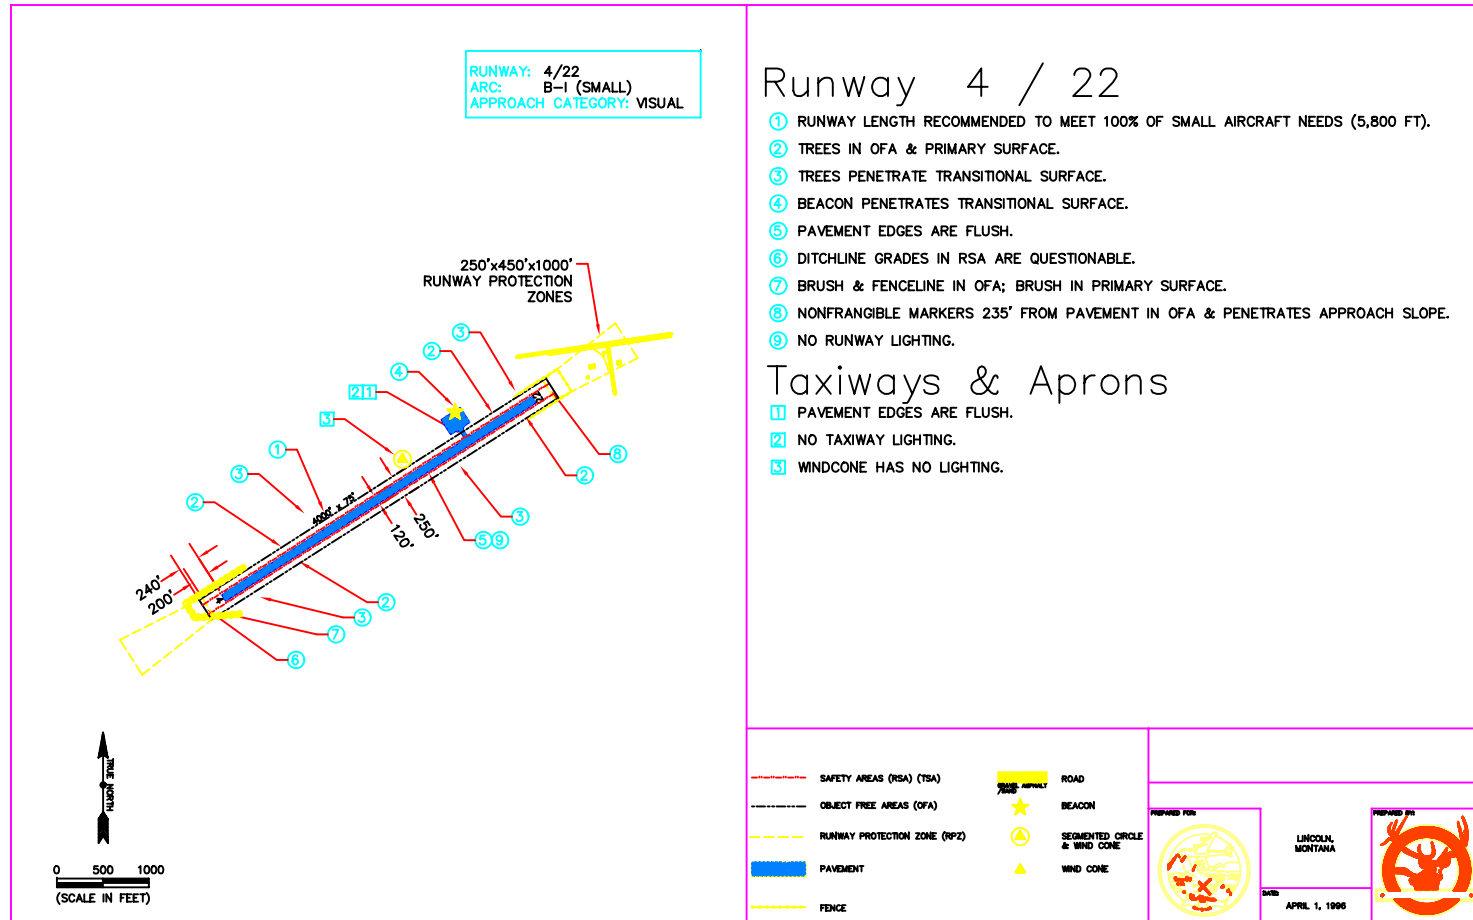 RUNWAY: 4/22
ARC: B-I (SMALL)
APPROACH CATEGORY: VISUAL
250'x450'x1000'
RUNWAY PROTECTION
ZONES
3
2
4
2 1
3
1
3
2
8
2
3
5 9
4000' x 75'
250'
120'
240'
200'
4
2
3
7
6
TRUE NORTH
0 500 1000
(SCALE IN FEET)
Runway 4 / 22
1 RUNWAY LENGTH RECOMMENDED TO MEET 100% OF SMALL AIRCRAFT NEEDS (5,800 FT).
2 TREES IN OFA & PRIMARY SURFACE.
3 TREES PENETRATE TRANSITIONAL SURFACE.
4 BEACON PENETRATES TRANSITIONAL SURFACE.
5 PAVEMENT EDGES ARE FLUSH.
6 DITCHLINE GRADES IN RSA ARE QUESTIONABLE.
7 BRUSH & FENCELINE IN OFA; BRUSH IN PRIMARY SURFACE.
8 NONFRANGIBLE MARKERS 235' FROM PAVEMENT IN OFA & PENETRATES APPROACH SLOPE.
9 NO RUNWAY LIGHTING.
Taxiways & Aprons
1 PAVEMENT EDGES ARE FLUSH.
2 NO TAXIWAY LIGHTING.
3 WINDCONE HAS NO LIGHTING.
SAFETY AREAS (RSA) (TSA)
OBJECT FREE AREAS (OFA)
RUNWAY PROTECTION ZONE (RPZ)
PAVEMENT
FENCE
GRAVEL ASPHALT
ROAD
BEACON
SEGMENTED CIRCLE
& WIND CONE
WIND CONE
PREPARED FOR:
LINCOLN,
MONTANA
DATE:
APRIL 1, 1996
PREPARED BY: